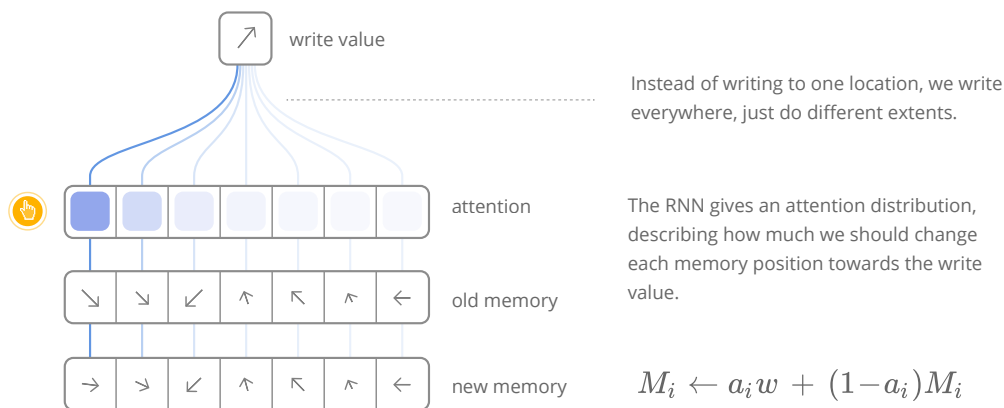 write value
Instead of writing to one location, we write
everywhere, just do different extents.
attention
The RNN gives an attention distribution,
describing how much we should change
each memory position towards the write
value.
old memory
new memory
M_i ← a_i w + (1−a_i)M_i